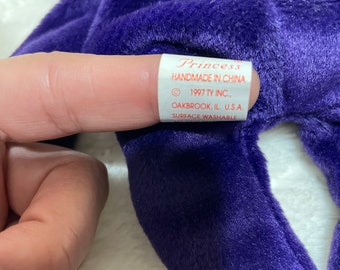 Princess
HANDMADE IN CHINA
© 1997 TY INC.,
OAKBROOK, IL U.S.A.
SURFACE WASHABLE